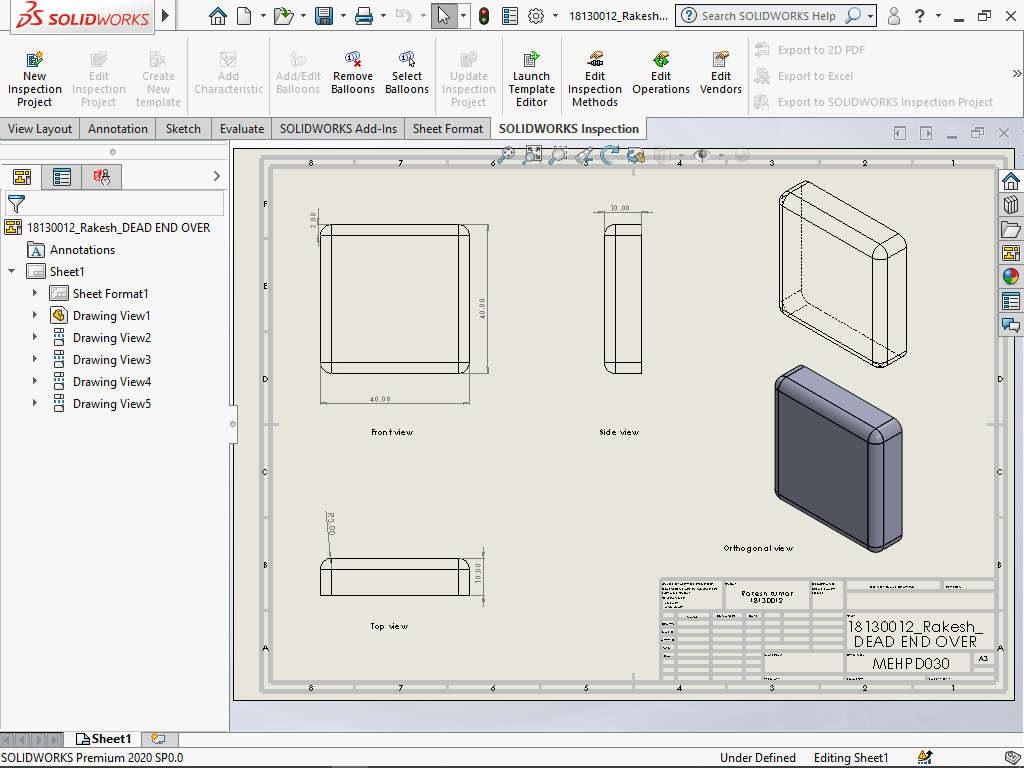 SOLIDWORKS
18130012_Rakesh...
Search SOLIDWORKS Help
New Inspection Project
Edit Inspection Project
Create New template
Add Characteristic
Add/Edit Balloons
Remove Balloons
Select Balloons
Update Inspection Project
Launch Template Editor
Edit Inspection Methods
Edit Operations
Edit Vendors
Export to 2D PDF
Export to Excel
Export to SOLIDWORKS Inspection Project
View Layout
Annotation
Sketch
Evaluate
SOLIDWORKS Add-Ins
Sheet Format
SOLIDWORKS Inspection
18130012_Rakesh_DEAD END OVER
Annotations
Sheet1
Sheet Format1
Drawing View1
Drawing View2
Drawing View3
Drawing View4
Drawing View5
8 7 6 5 4 3 2 1
F
E
D
C
B
A
3.00
40.00
40.00
Front view
10.00
Side view
R3.00
10.00
Top view
Orthogonal view
D
C
B
A
18130012
18130012_Rakesh_
DEAD END OVER
MEHPD030
A3
8 7 6 5 4 3 2 1
Sheet1
SOLIDWORKS Premium 2020 SP0.0
Under Defined
Editing Sheet1